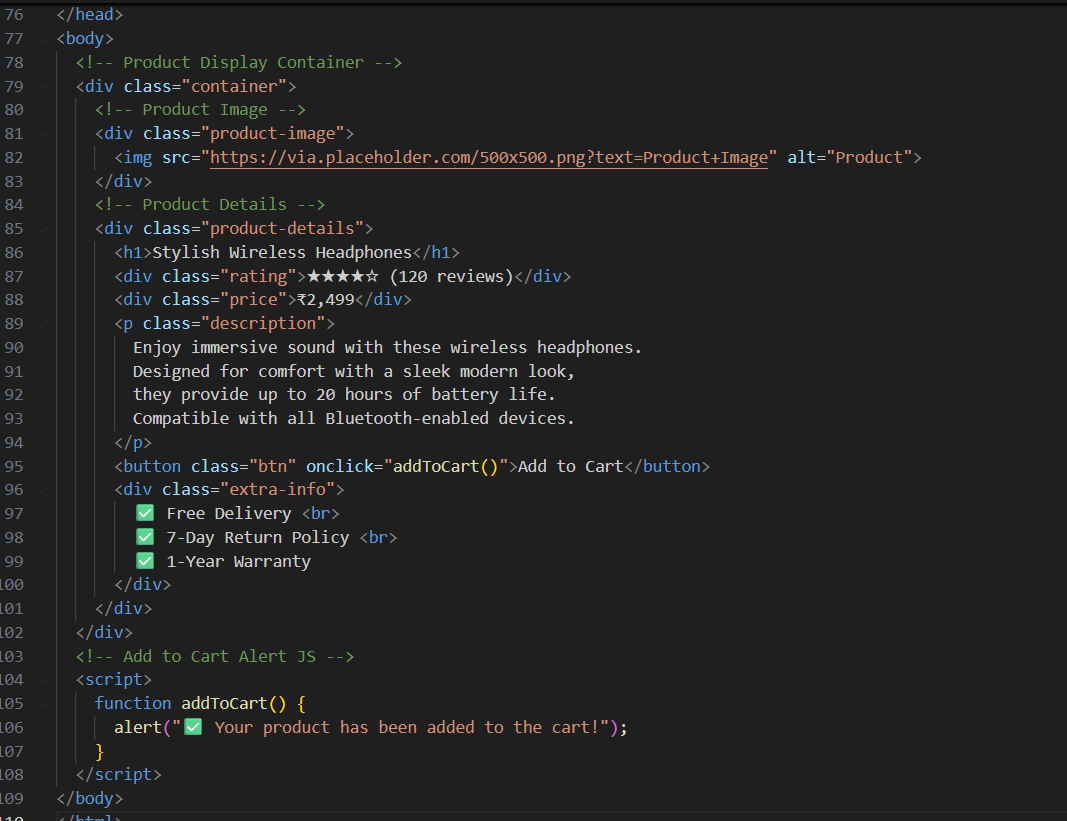 76 </head>
77 <body>
78 <!-- Product Display Container -->
79 <div class="container">
80 <!-- Product Image -->
81 <div class="product-image">
82 <img src="https://via.placeholder.com/500x500.png?text=Product+Image" alt="Product">
83 </div>
84 <!-- Product Details -->
85 <div class="product-details">
86 <h1>Stylish Wireless Headphones</h1>
87 <div class="rating">★★★★☆ (120 reviews)</div>
88 <div class="price">₹2,499</div>
89 <p class="description">
90 Enjoy immersive sound with these wireless headphones.
91 Designed for comfort with a sleek modern look,
92 they provide up to 20 hours of battery life.
93 Compatible with all Bluetooth-enabled devices.
94 </p>
95 <button class="btn" onclick="addToCart()">Add to Cart</button>
96 <div class="extra-info">
97 ✅ Free Delivery <br>
98 ✅ 7-Day Return Policy <br>
99 ✅ 1-Year Warranty
100 </div>
101 </div>
102 </div>
103 <!-- Add to Cart Alert JS -->
104 <script>
105 function addToCart() {
106 alert("✅ Your product has been added to the cart!");
107 }
108 </script>
109 </body>
110 </html>